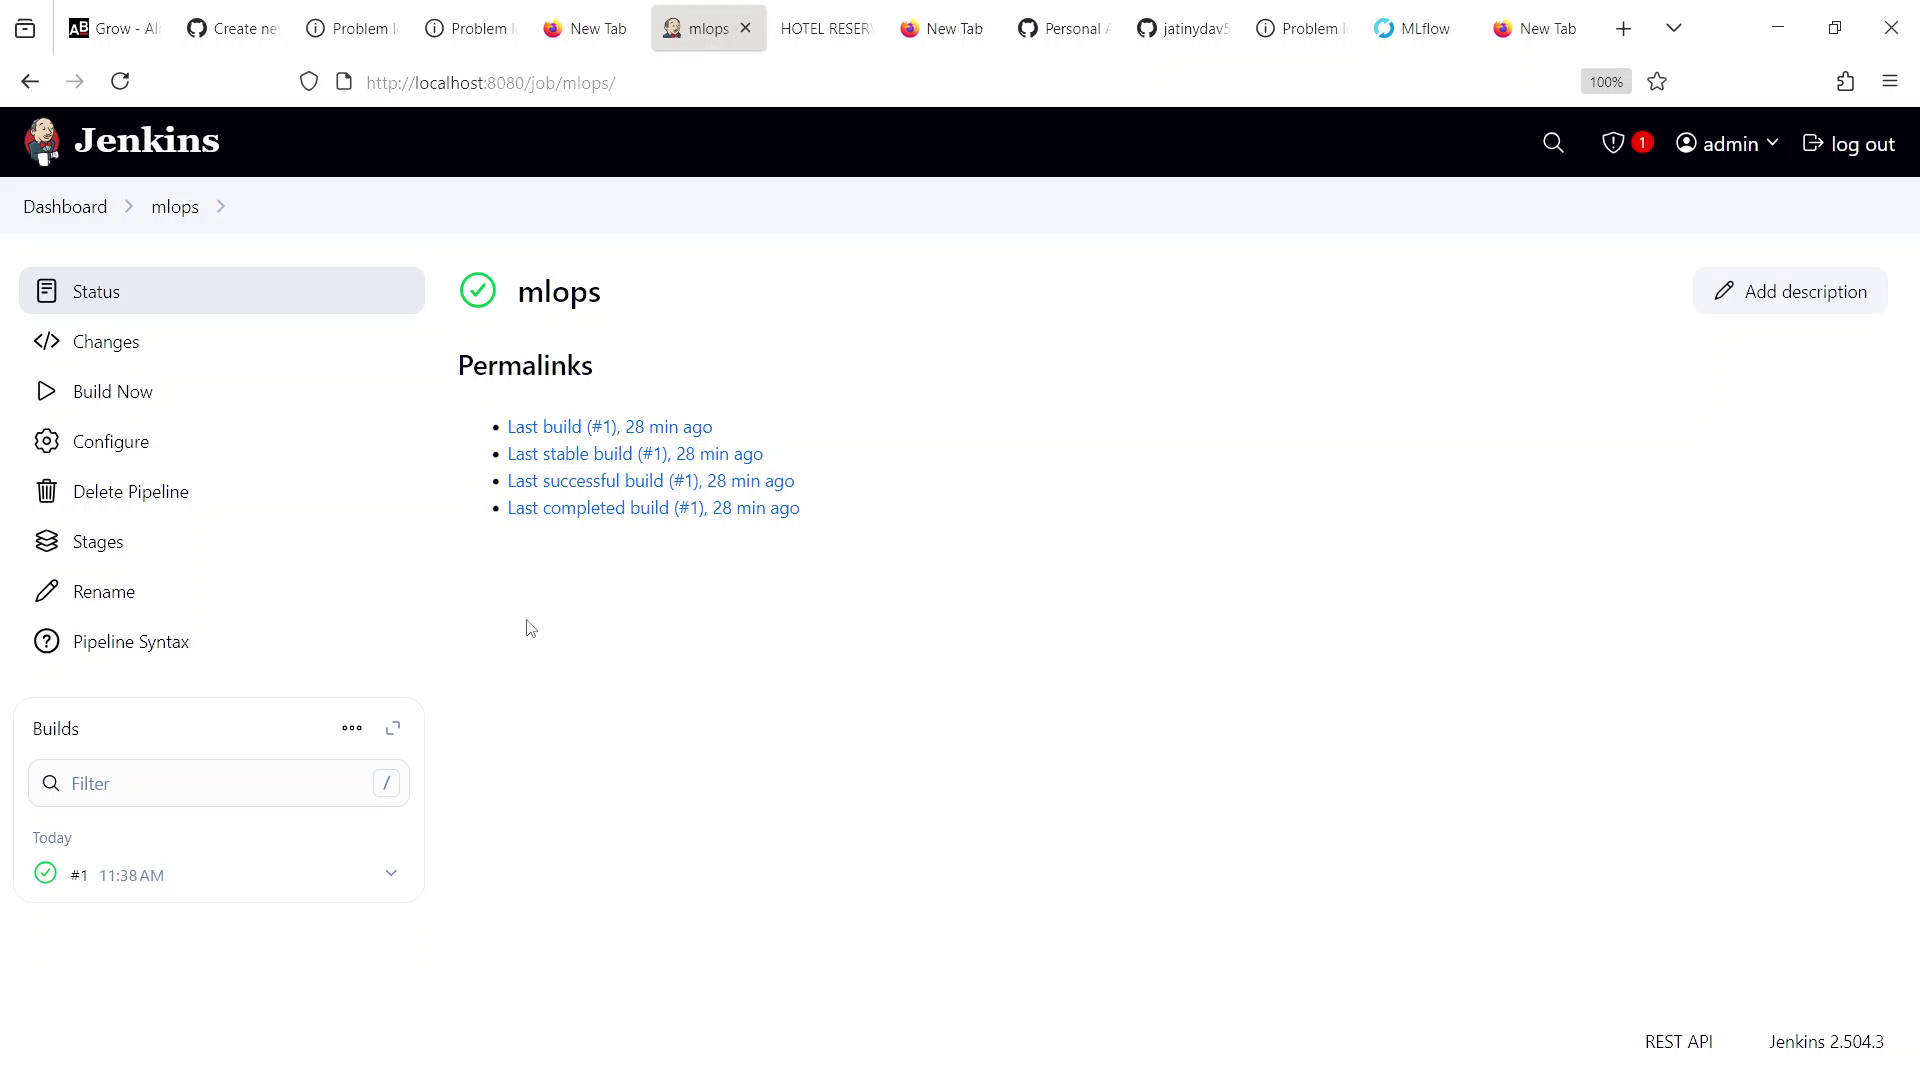 Grow - Al
Create ne
Problem l
Problem l
New Tab
mlops
HOTEL RESER
New Tab
Personal A
jatinydav5
Problem l
MLflow
New Tab
http://localhost:8080/job/mlops/
100%
Jenkins
1
admin
log out
Dashboard
mlops
Status
mlops
Add description
Changes
Permalinks
Build Now
Last build (#1), 28 min ago
Configure
Last stable build (#1), 28 min ago
Last successful build (#1), 28 min ago
Delete Pipeline
Last completed build (#1), 28 min ago
Stages
Rename
Pipeline Syntax
Builds
Filter
/
Today
#1 11:38 AM
REST API
Jenkins 2.504.3